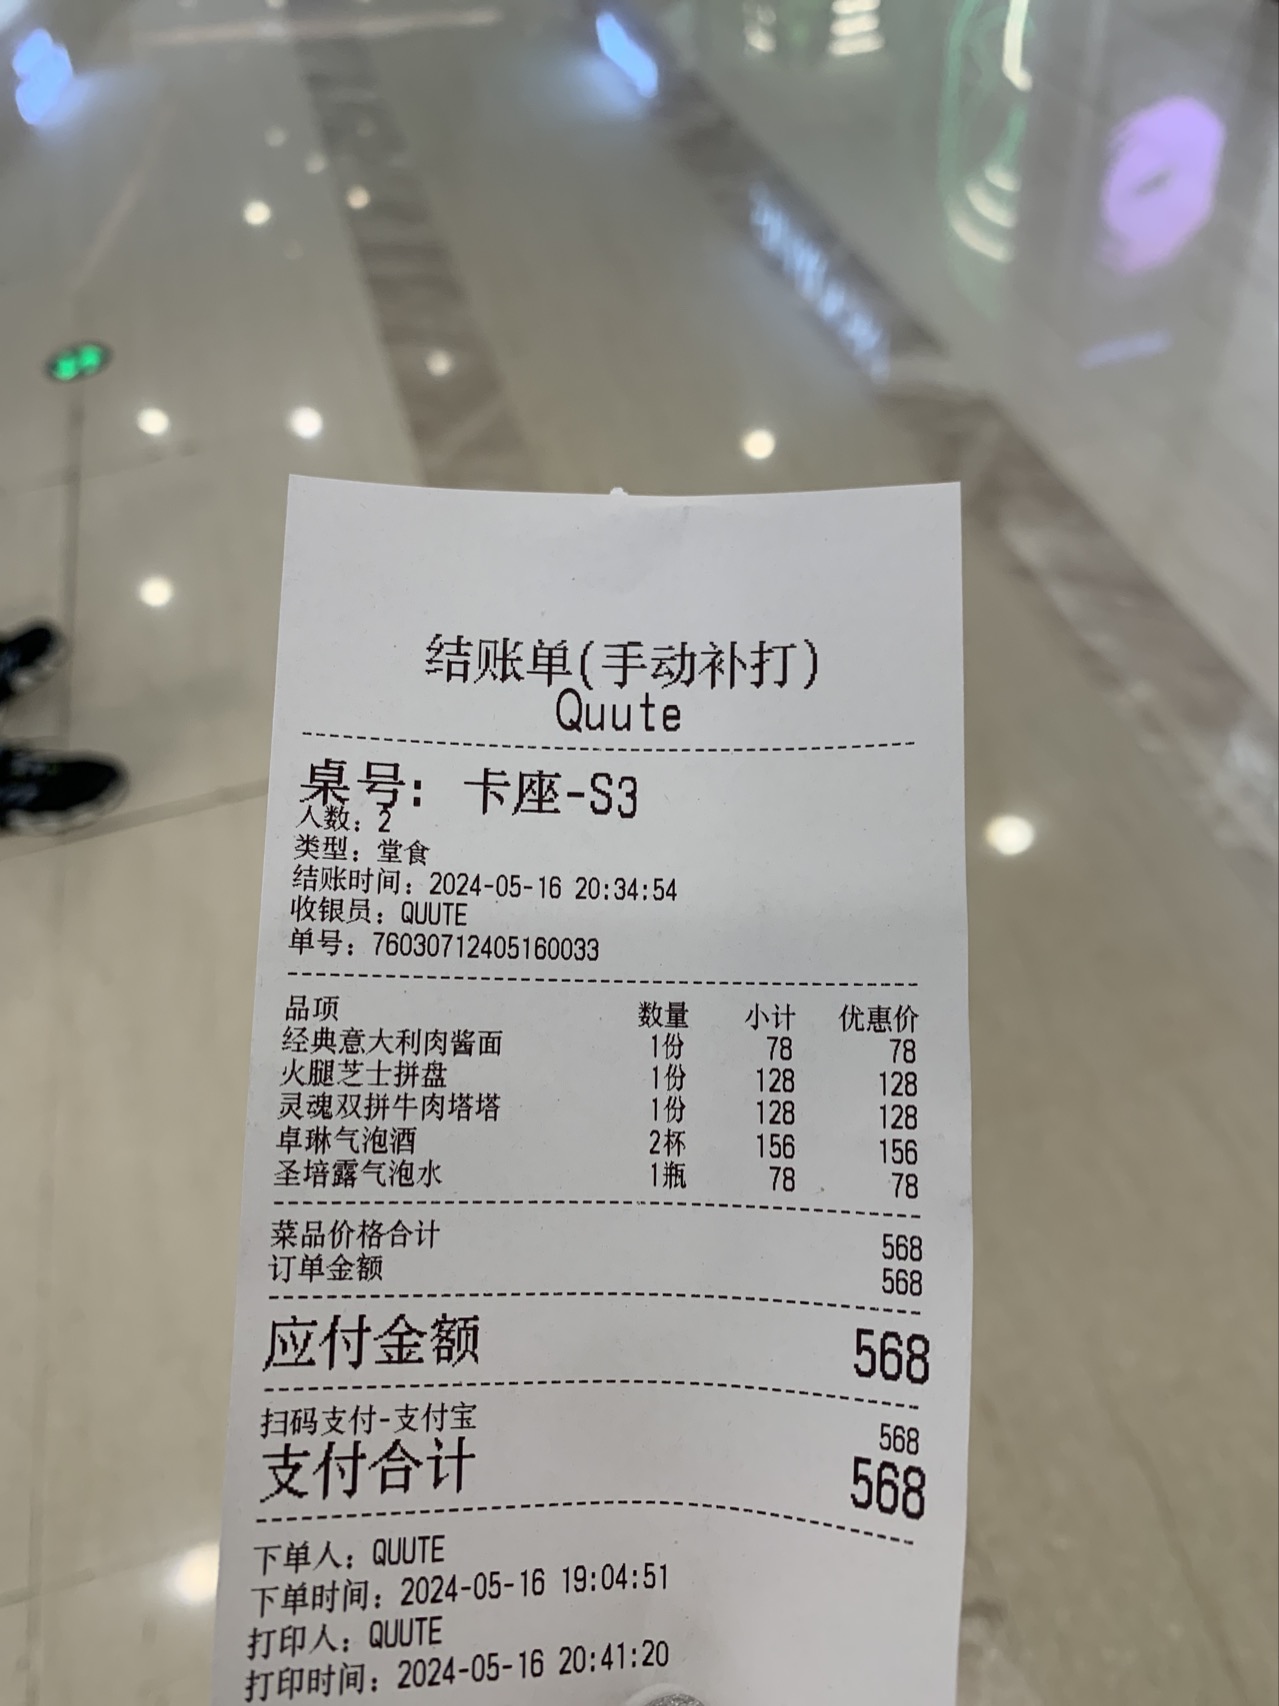 结账单(手动补打)
Quute
桌号: 卡座-S3
人数: 2
类型: 堂食
结账时间: 2024-05-16 20:34:54
收银员: QUUTE
单号: 76030712405160033
品项 数量 小计 优惠价
经典意大利肉酱面 1份 78 78
火腿芝士拼盘 1份 128 128
灵魂双拼牛肉塔塔 1份 128 128
卓琳气泡酒 2杯 156 156
圣培露气泡水 1瓶 78 78
菜品价格合计 568
订单金额 568
应付金额 568
扫码支付-支付宝 568
支付合计 568
下单人: QUUTE
下单时间: 2024-05-16 19:04:51
打印人: QUUTE
打印时间: 2024-05-16 20:41:20